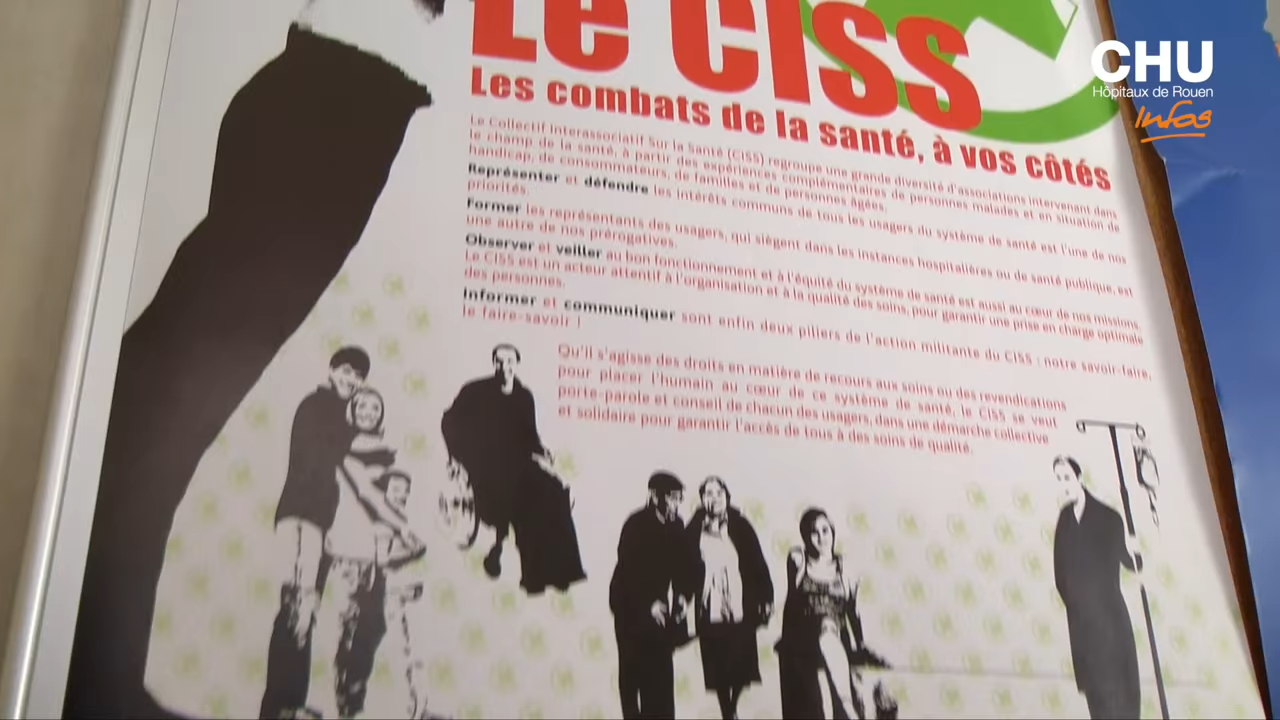 Le CISS
Les combats de la santé, à vos côtés
Le Collectif Interassociatif Sur la Santé (CISS) regroupe une grande diversité d'associations intervenant dans
le champ de la santé, à partir des expériences complémentaires de personnes malades et en situation de
handicap, de consommateurs, de familles et de personnes âgées.
Représenter et défendre les intérêts communs de tous les usagers du système de santé est l'une de nos
priorités.
Former les représentants des usagers, qui siègent dans les instances hospitalières ou de santé publique, est
une autre de nos prérogatives.
Observer et veiller au bon fonctionnement et à l'équité du système de santé est aussi au cœur de nos missions.
Le CISS est un acteur attentif à l'organisation et à la qualité des soins, pour garantir une prise en charge optimale
des personnes.
Informer et communiquer sont enfin deux piliers de l'action militante du CISS : notre savoir-faire,
le faire-savoir !
Qu'il s'agisse des droits en matière de recours aux soins ou des revendications
pour placer l'humain au cœur de ce système de santé, le CISS se veut
porte-parole et conseil de chacun des usagers, dans une démarche collective
et solidaire pour garantir l'accès de tous à des soins de qualité.
CHU
Hôpitaux de Rouen
Infos